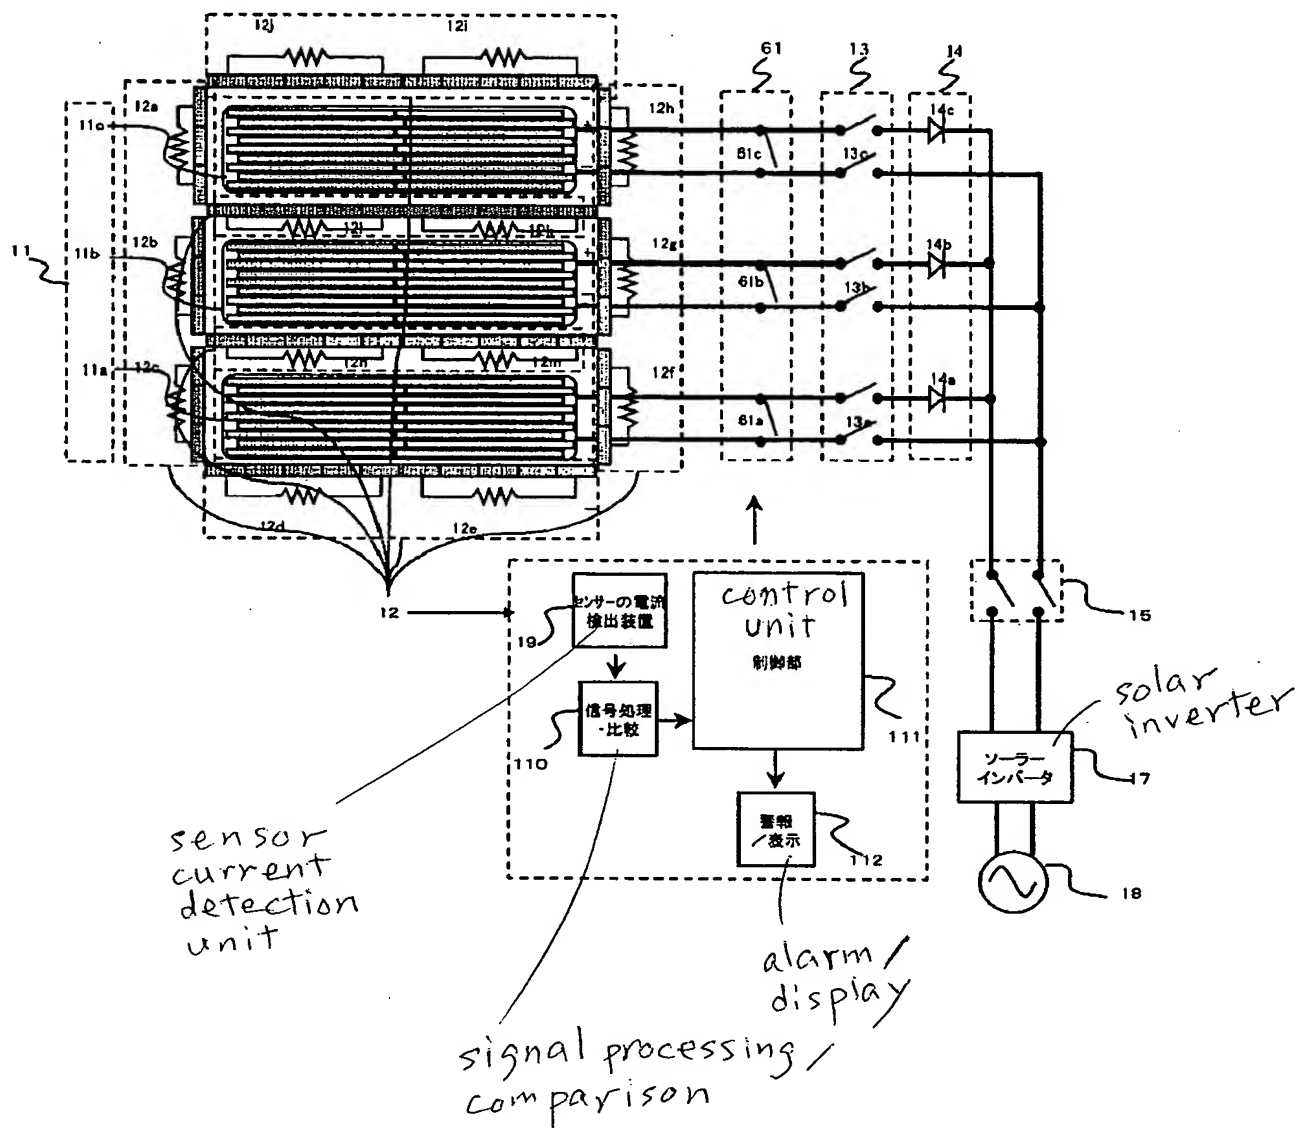 12j
12i
61
13
14
12a
11c
12h
14c
61c
13c
12l
12k
11
12b
11b
12g
14b
61b
13b
12n
12m
11a
12c
12f
14a
61a
13a
12d
12e
12
センサーの電流
検出装置
19
control
unit
制御部
15
信号処理
・比較
110
111
solar
inverter
ソーラー
インバータ
17
警報
/表示
112
18
sensor
current
detection
unit
alarm/
display
signal processing/
comparison